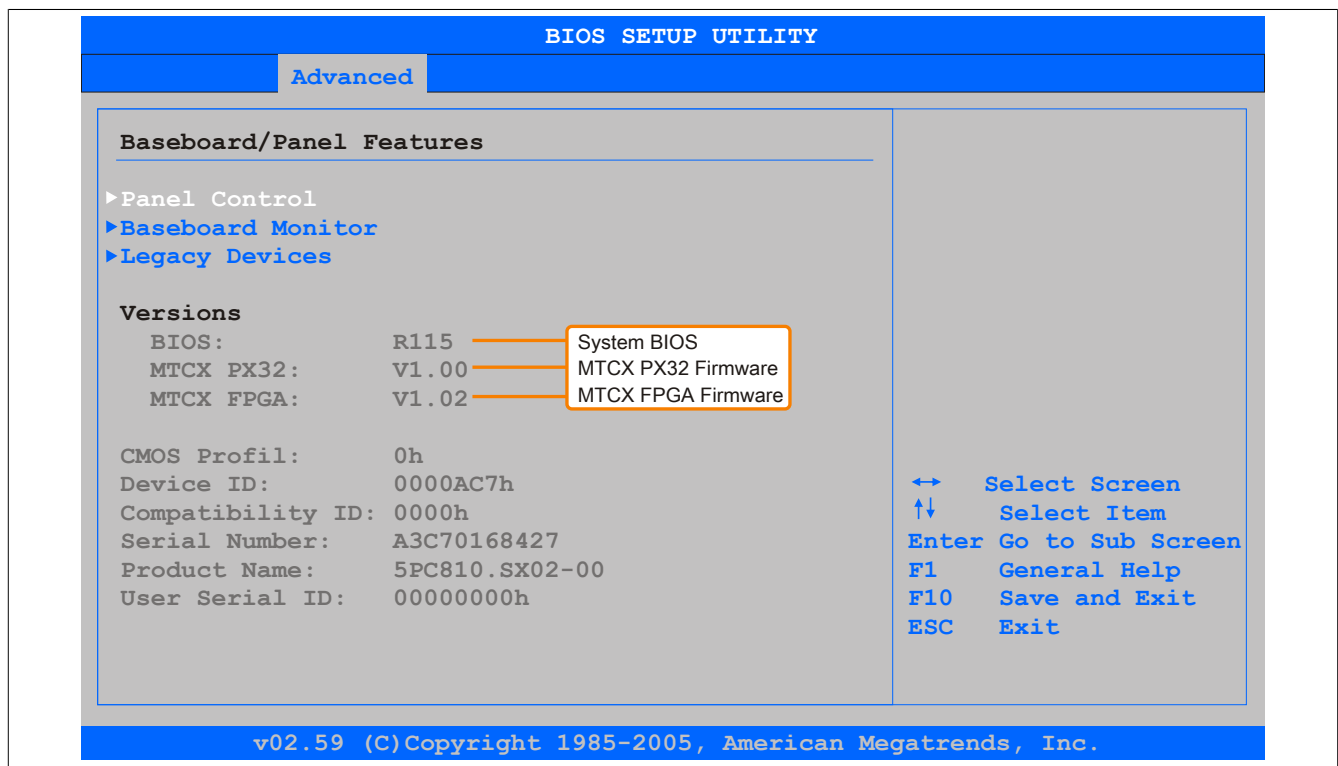 BIOS SETUP UTILITY
Advanced
Baseboard/Panel Features
Panel Control
Baseboard Monitor
Legacy Devices
Versions
BIOS: R115 System BIOS
MTCX PX32: V1.00 MTCX PX32 Firmware
MTCX FPGA: V1.02 MTCX FPGA Firmware
CMOS Profil: 0h
Device ID: 0000AC7h
Compatibility ID: 0000h
Serial Number: A3C70168427
Product Name: 5PC810.SX02-00
User Serial ID: 00000000h
↔ Select Screen
↑↓ Select Item
Enter Go to Sub Screen
F1 General Help
F10 Save and Exit
ESC Exit
v02.59 (C)Copyright 1985-2005, American Megatrends, Inc.